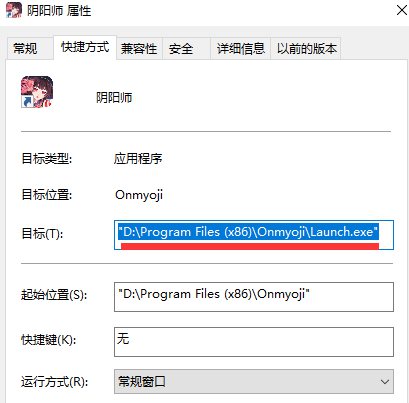 阴阳师 属性
常规 快捷方式 兼容性 安全 详细信息 以前的版本
阴阳师
目标类型: 应用程序
目标位置: Onmyoji
目标(T): "D:\Program Files (x86)\Onmyoji\Launch.exe"
起始位置(S): "D:\Program Files (x86)\Onmyoji"
快捷键(K): 无
运行方式(R): 常规窗口